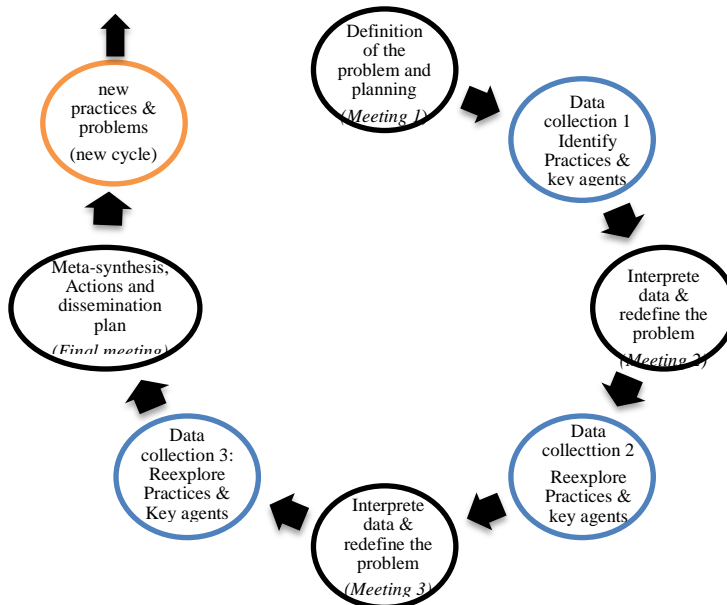 Definition
of the
problem and
planning
(Meeting 1)
Data
collection 1
Identify
Practices &
key agents
Interprete
data &
redefine the
problem
(Meeting 2)
Data
collecttion 2
Reexplore
Practices &
key agents
Interprete
data &
redefine the
problem
(Meeting 3)
Data
collection 3:
Reexplore
Practices &
Key agents
Meta-synthesis,
Actions and
dissemination
plan
(Final meeting)
new
practices &
problems
(new cycle)